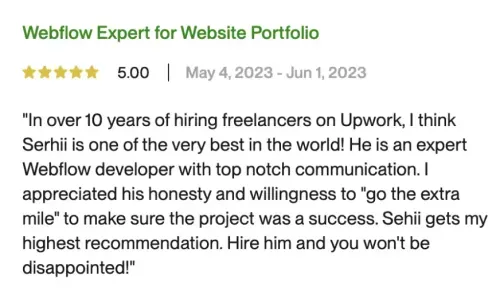 Webflow Expert for Website Portfolio
5.00 | May 4, 2023 - Jun 1, 2023
"In over 10 years of hiring freelancers on Upwork, I think
Serhii is one of the very best in the world! He is an expert
Webflow developer with top notch communication. I
appreciated his honesty and willingness to "go the extra
mile" to make sure the project was a success. Sehii gets my
highest recommendation. Hire him and you won't be
disappointed!"